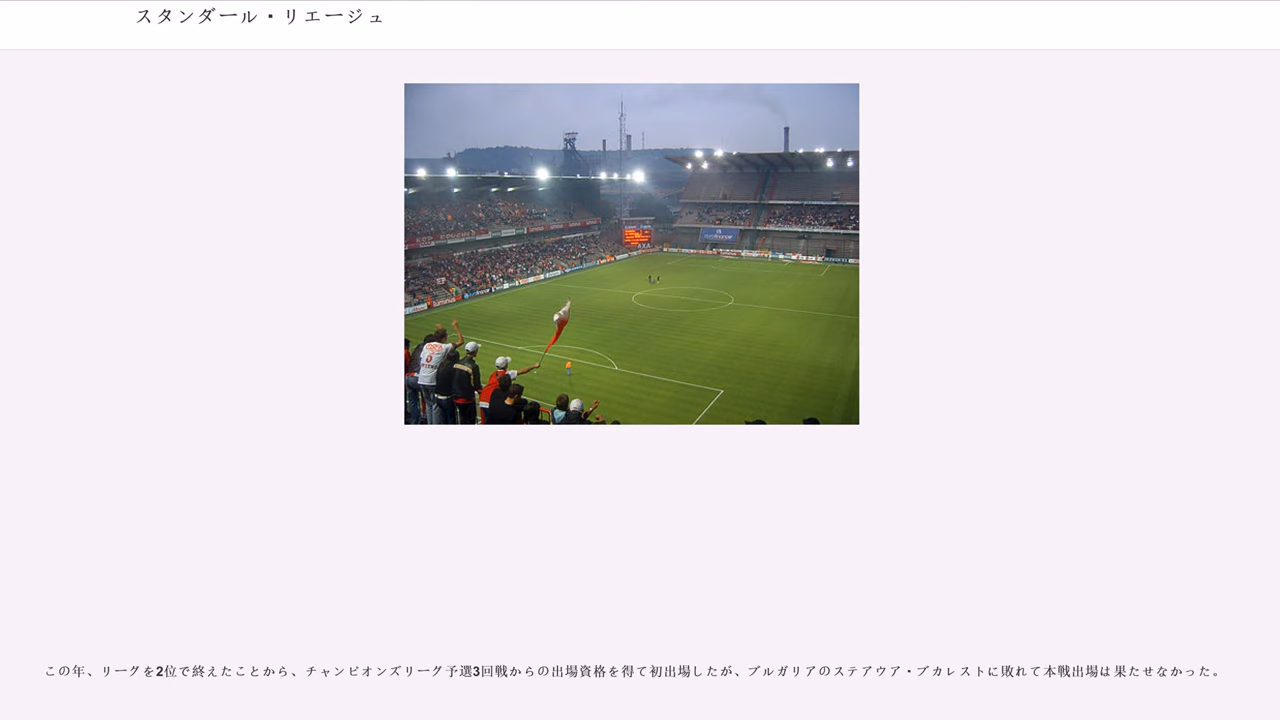 スタンダール・リエージュ
この年、リーグを2位で終えたことから、チャンピオンズリーグ予選3回戦からの出場資格を得て初出場したが、ブルガリアのステアウア・ブカレストに敗れて本戦出場は果たせなかった。